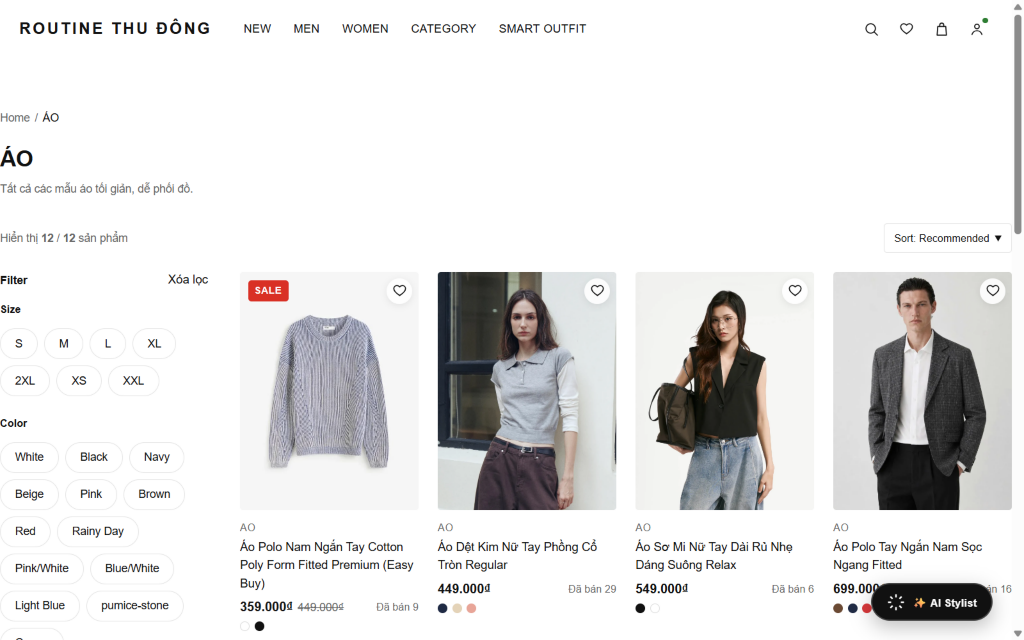 ROUTINE THU ĐÔNG NEW MEN WOMEN CATEGORY SMART OUTFIT
Home / ÁO
ÁO
Tất cả các mẫu áo tối giản, dễ phối đồ.
Hiển thị 12 / 12 sản phẩm
Sort: Recommended ▼
Filter Xóa lọc
Size
S M L XL
2XL XS XXL
Color
White Black Navy
Beige Pink Brown
Red Rainy Day
Pink/White Blue/White
Light Blue pumice-stone
SALE
AO
Áo Polo Nam Ngắn Tay Cotton
Poly Form Fitted Premium (Easy
Buy)
359.000₫ 449.000₫ Đã bán 9
AO
Áo Dệt Kim Nữ Tay Phồng Cổ
Tròn Regular
449.000₫ Đã bán 29
AO
Áo Sơ Mi Nữ Tay Dài Rủ Nhẹ
Dáng Suông Relax
549.000₫ Đã bán 6
AO
Áo Polo Tay Ngắn Nam Sọc
Ngang Fitted
699.000 án 16
✨ AI Stylist